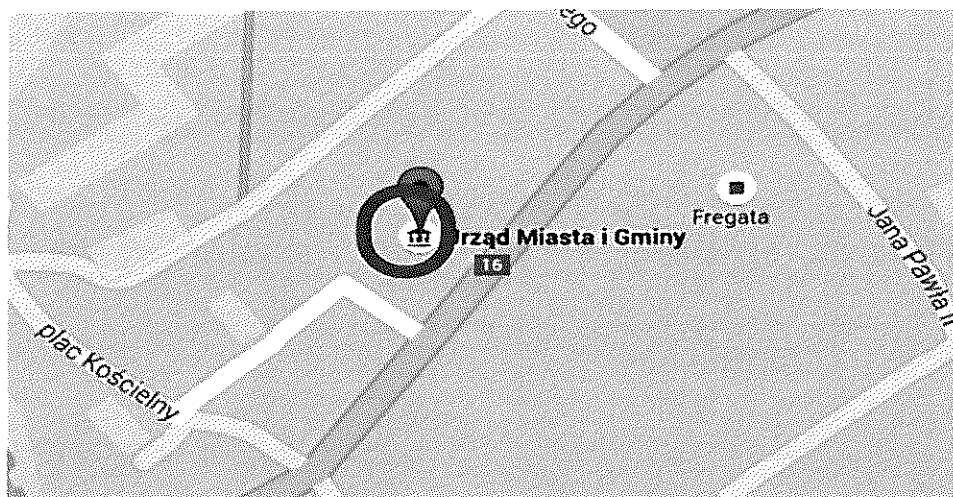 ego
Fregata
Jana Pawła II
Urząd Miasta i Gminy
16
plac Kościelny